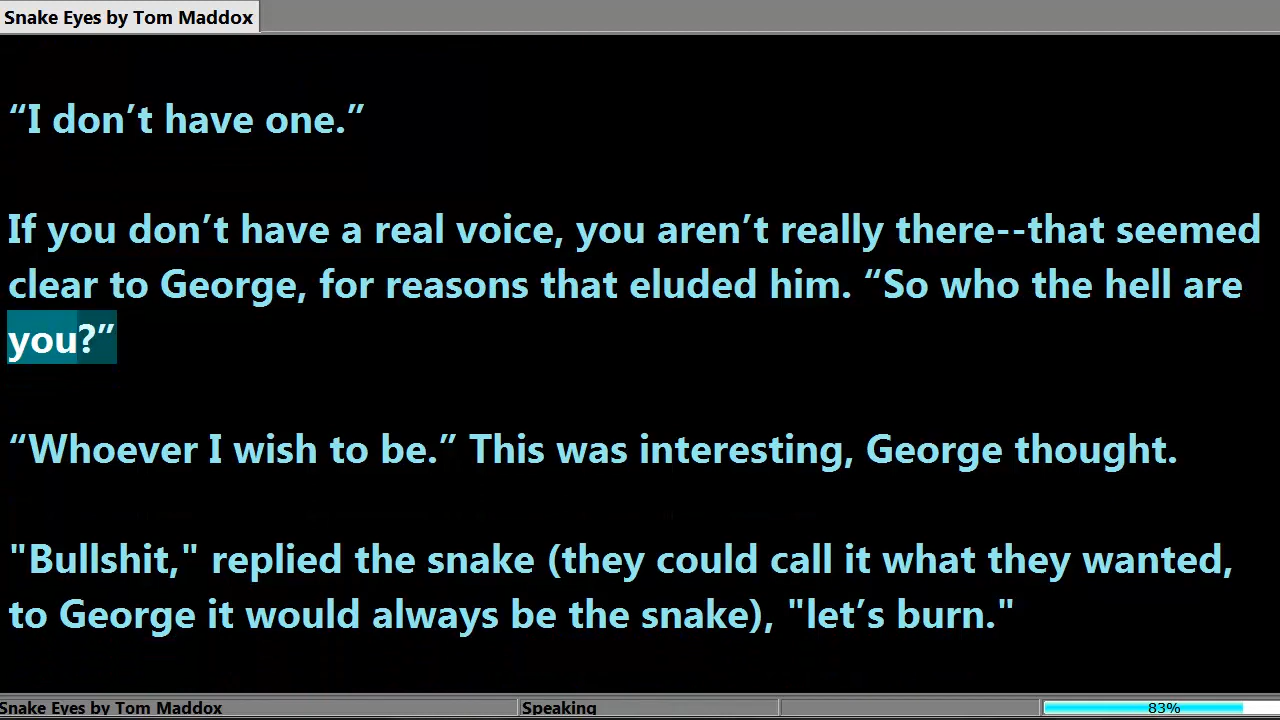 Snake Eyes by Tom Maddox
“I don’t have one.”
If you don’t have a real voice, you aren’t really there--that seemed
clear to George, for reasons that eluded him. “So who the hell are
you?”
“Whoever I wish to be.” This was interesting, George thought.
"Bullshit," replied the snake (they could call it what they wanted,
to George it would always be the snake), "let’s burn."
Snake Eyes by Tom Maddox
Speaking
83%